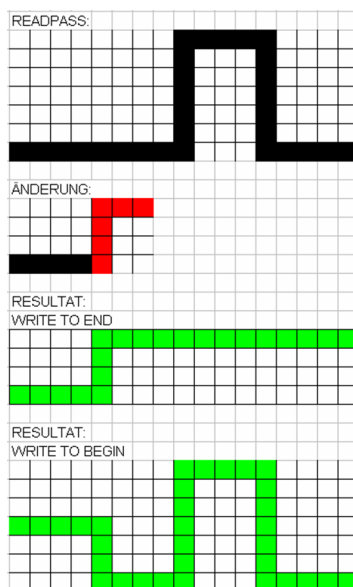 READPASS:
ÄNDERUNG:
RESULTAT:
WRITE TO END
RESULTAT:
WRITE TO BEGIN